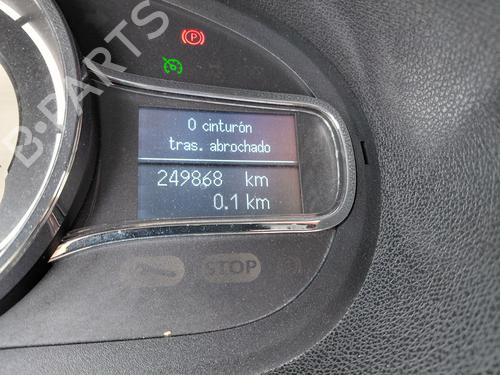 B-PARTS
P
0 cinturón
tras. abrochado
249868 km
0.1 km
STOP